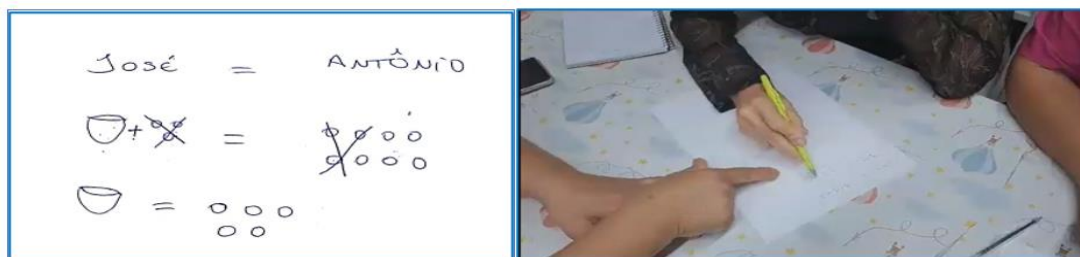 JOSÉ = ANTÔNIO
+ =
=